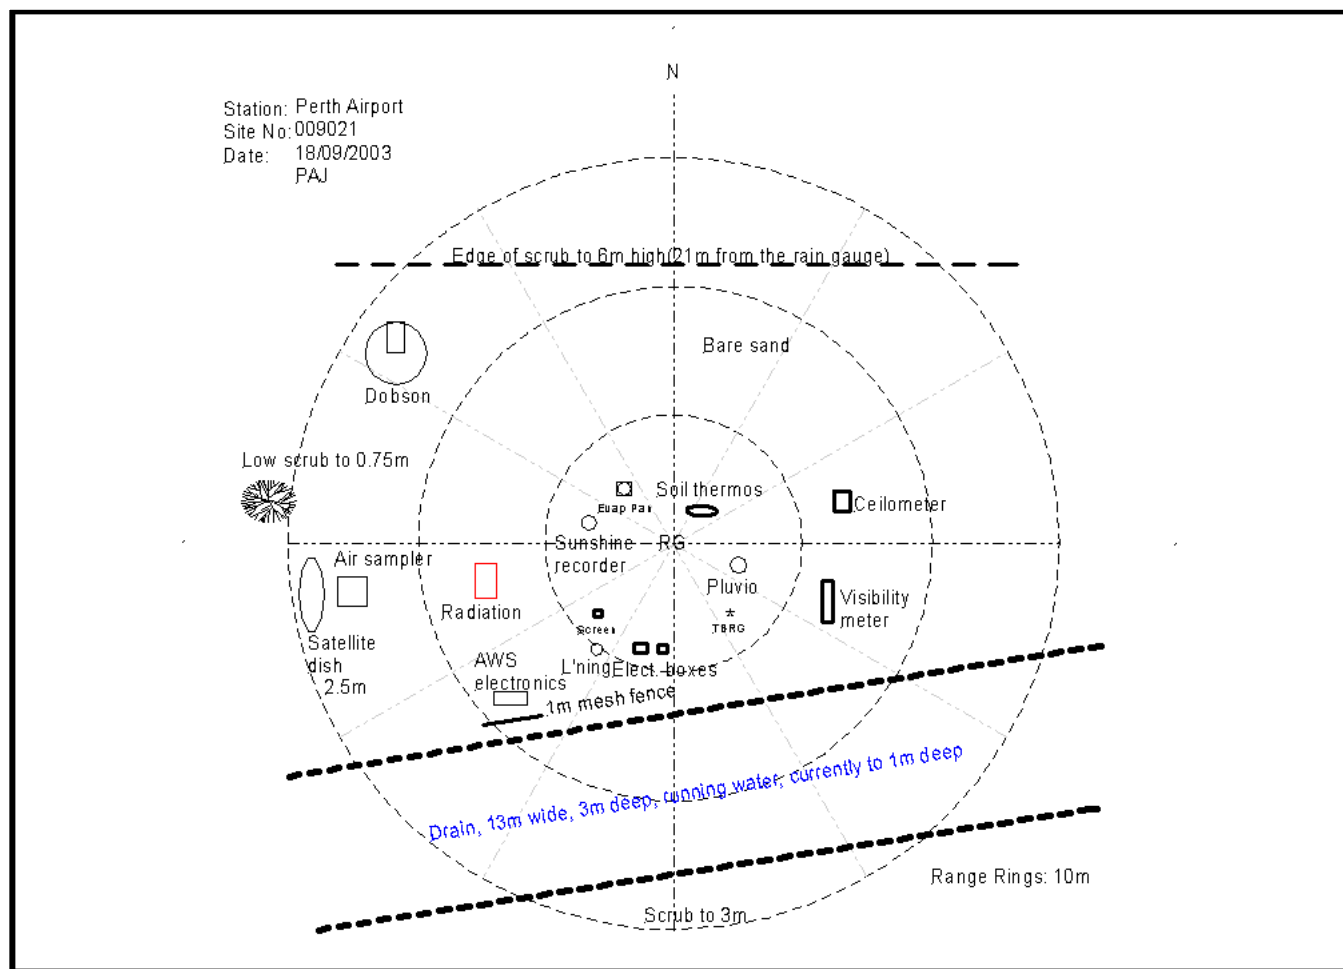 N
Station: Perth Airport
Site No: 009021
Date: 18/09/2003
PAJ
Edge of scrub to 6m high(21m from the rain gauge)
Bare sand
Dobson
Low scrub to 0.75m
Soil thermos
Evap Pan
Ceilometer
Sunshine
recorder
RG
Air sampler
Pluvio
Radiation
Visibility
meter
Screen
TBRG
Satellite
dish
2.5m
AWS
electronics
L'ning
Elect. boxes
1m mesh fence
Drain, 13m wide, 3m deep, running water, currently to 1m deep
Range Rings: 10m
Scrub to 3m